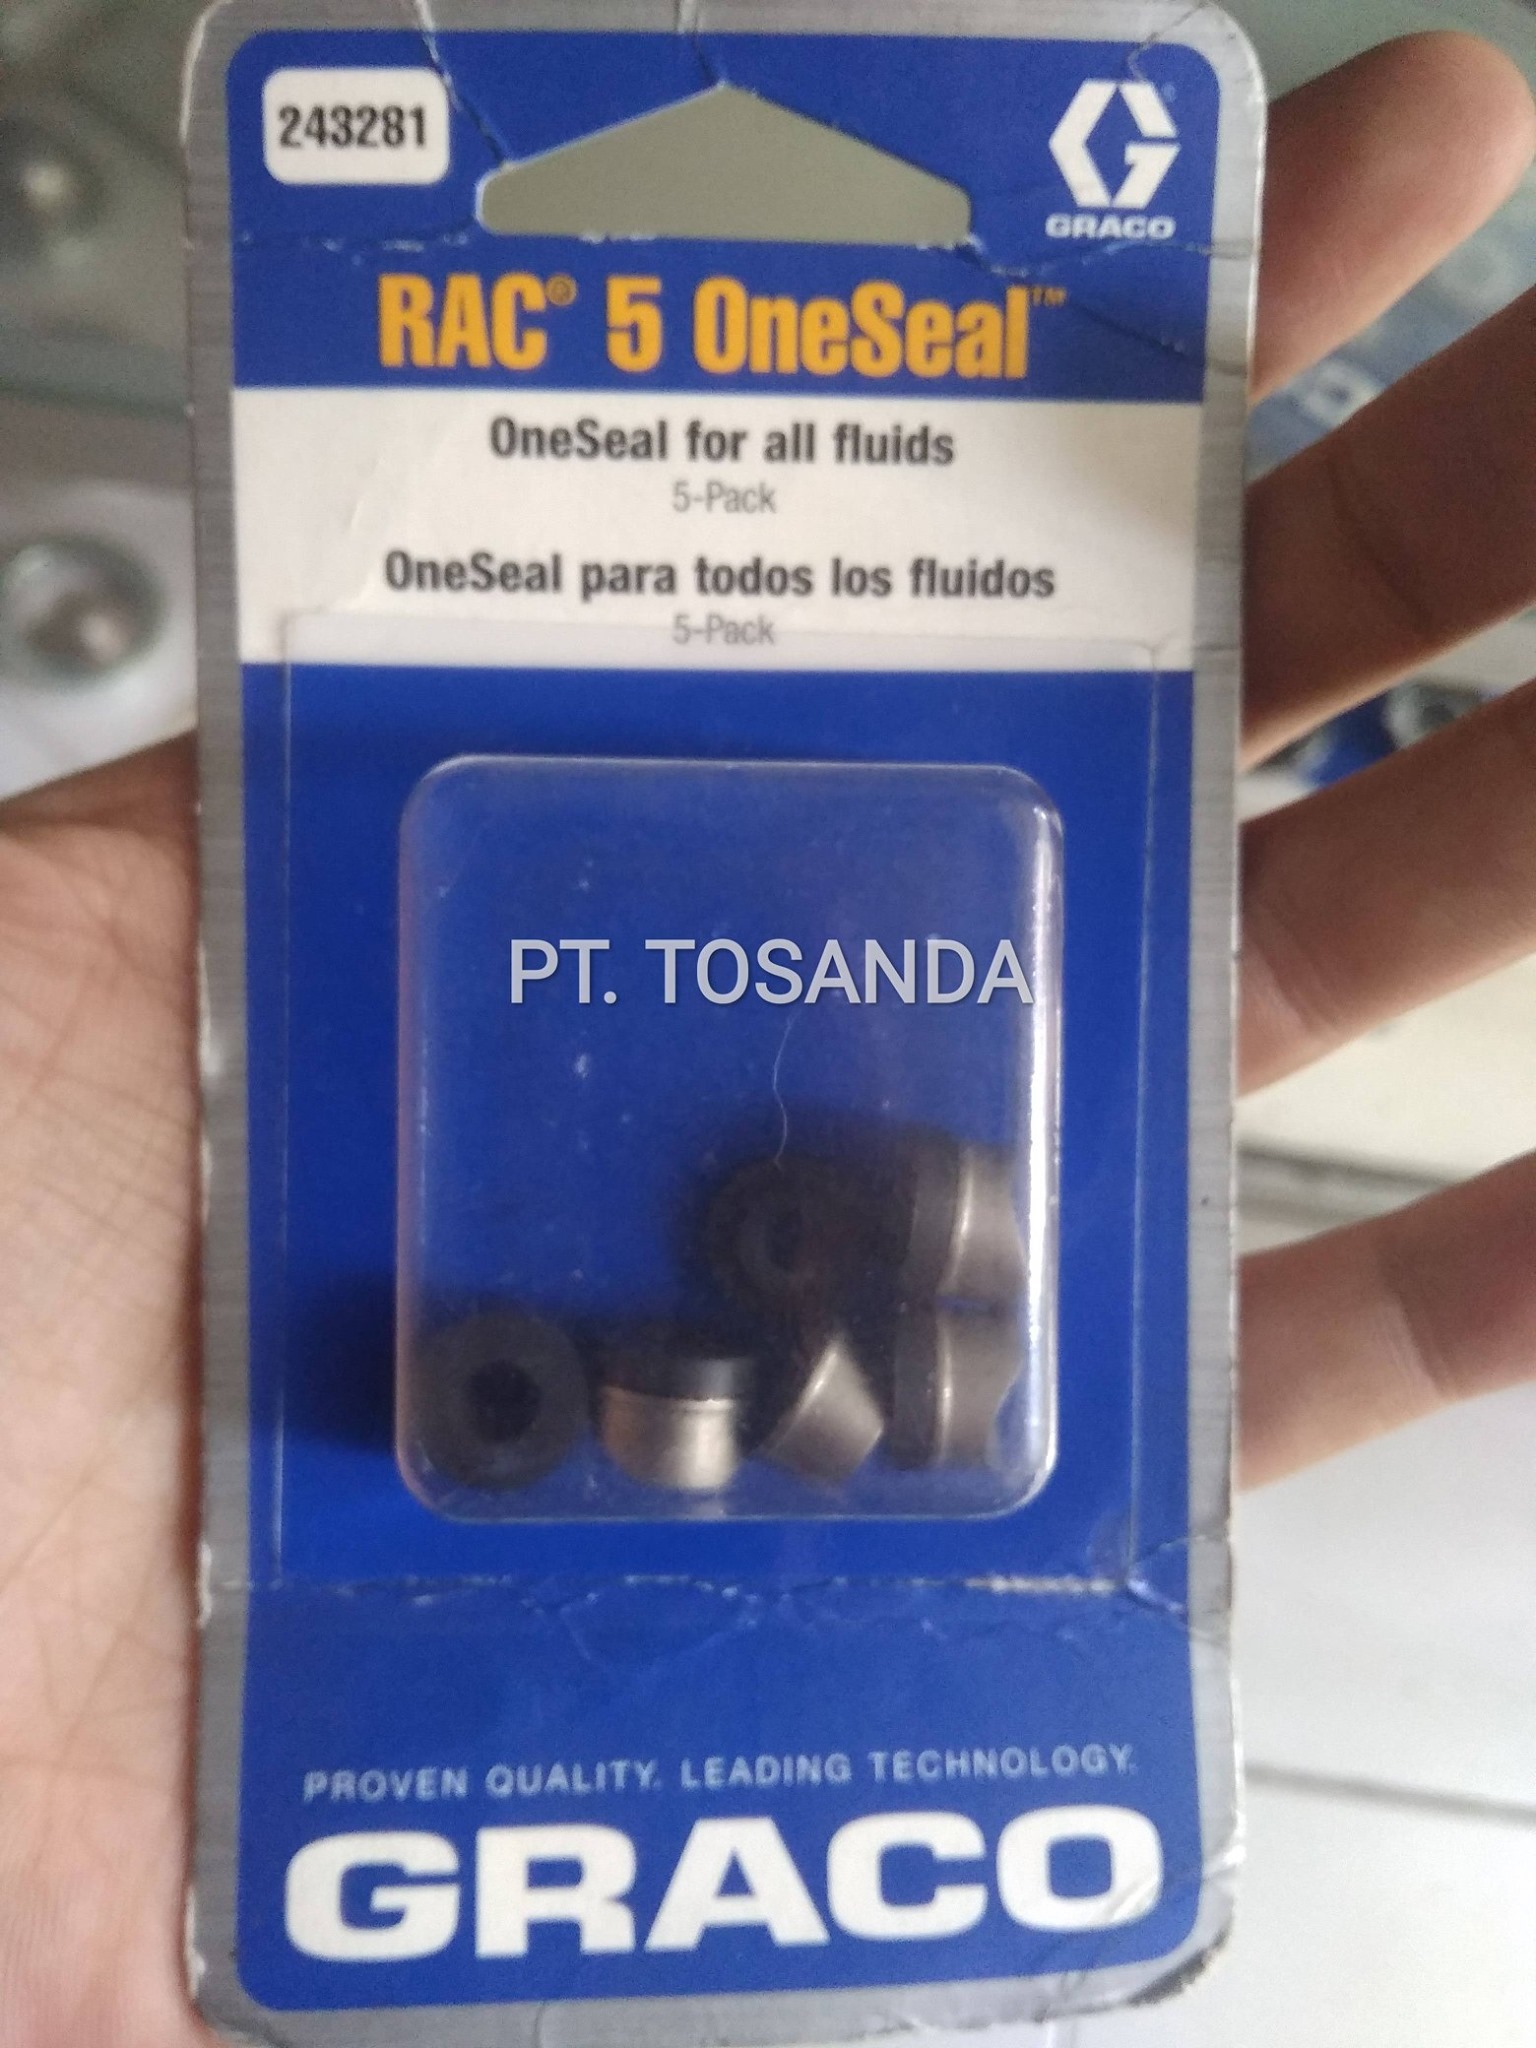 243281
GRACO
RAC® 5 OneSeal™
OneSeal for all fluids
5-Pack
OneSeal para todos los fluidos
5-Pack
PT. TOSANDA
PROVEN QUALITY. LEADING TECHNOLOGY.
GRACO